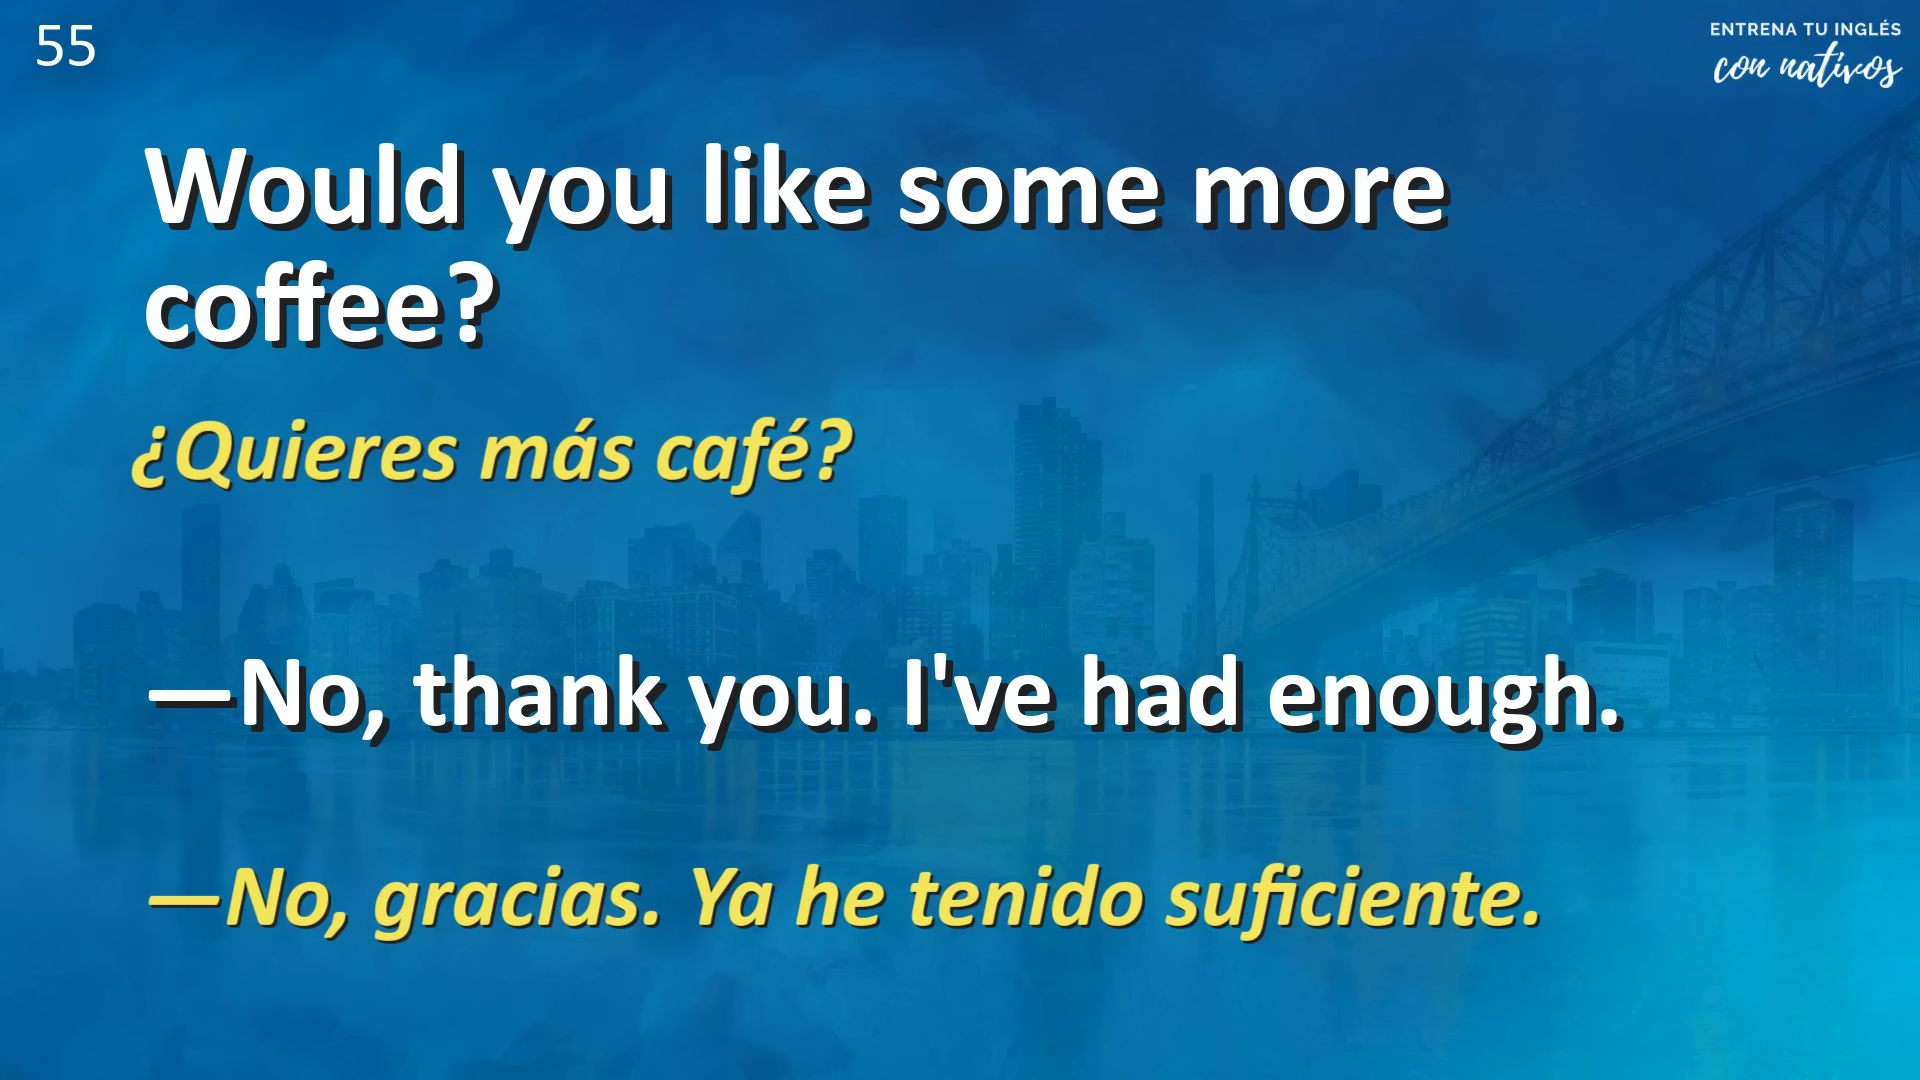 55
ENTRENA TU INGLÉS
con nativos
Would you like some more
coffee?
¿Quieres más café?
—No, thank you. I've had enough.
—No, gracias. Ya he tenido suficiente.